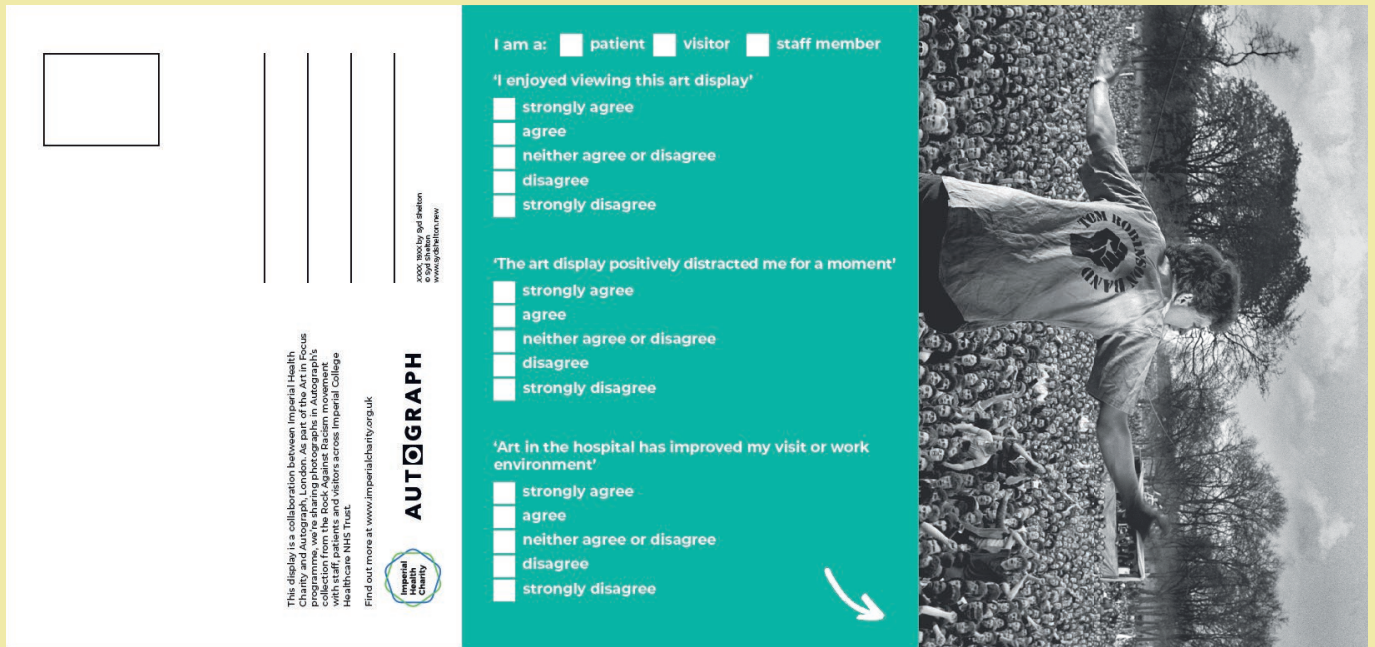 XXXX, 19XX by Syd Shelton
© Syd Shelton
www.sydshelton.new
This display is a collaboration between Imperial Health
Charity and Autograph, London. As part of the Art in Focus
programme, we're sharing photographs in Autograph's
collection from the Rock Against Racism movement
with staff, patients and visitors across Imperial College
Healthcare NHS Trust.
Find out more at www.imperialcharity.org.uk
Imperial
Health
Charity
AUTOGRAPH
I am a: patient visitor staff member
‘I enjoyed viewing this art display’
strongly agree
agree
neither agree or disagree
disagree
strongly disagree
‘The art display positively distracted me for a moment’
strongly agree
agree
neither agree or disagree
disagree
strongly disagree
‘Art in the hospital has improved my visit or work
environment’
strongly agree
agree
neither agree or disagree
disagree
strongly disagree
TOM ROBINSON BAND